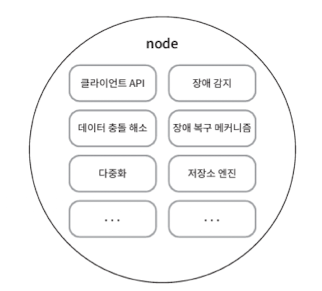 node
클라이언트 API
장애 감지
데이터 충돌 해소
장애 복구 메커니즘
다중화
저장소 엔진
...
...